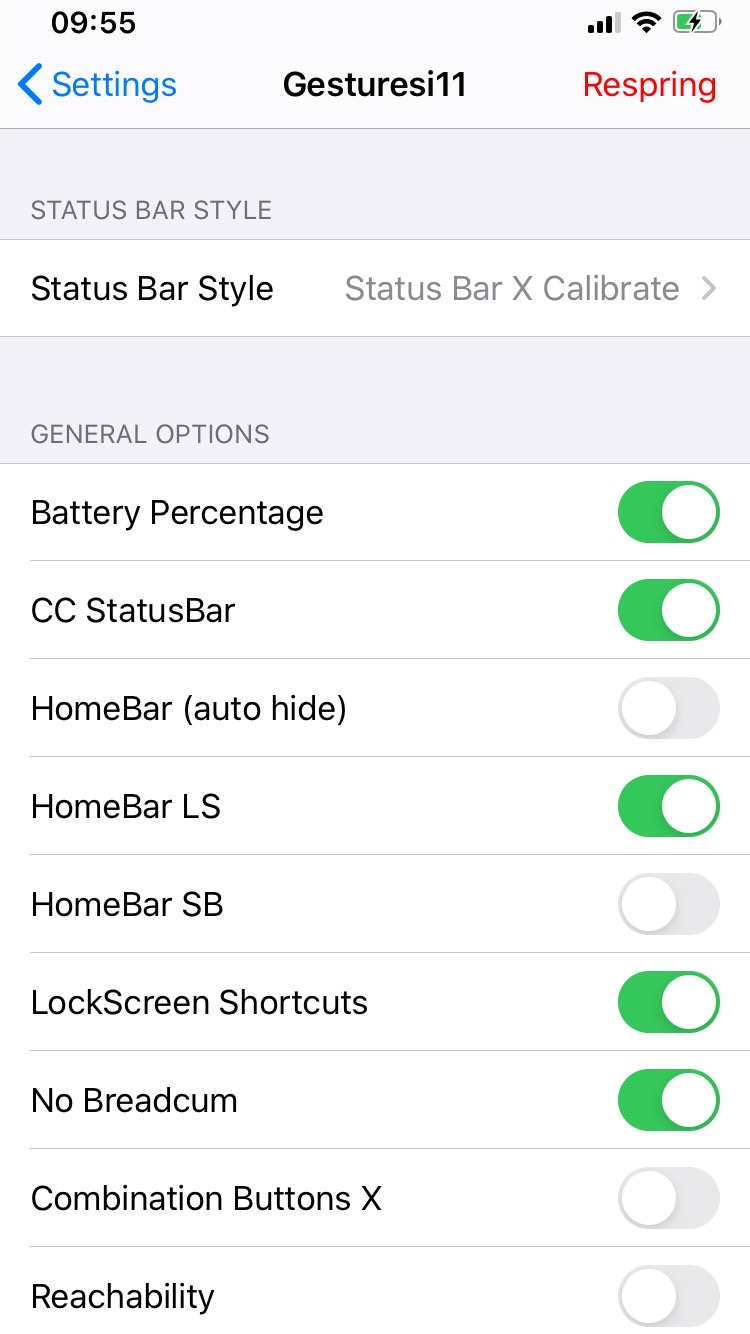 09:55
Settings
Gesturesi11
Respring
STATUS BAR STYLE
Status Bar Style
Status Bar X Calibrate
GENERAL OPTIONS
Battery Percentage
CC StatusBar
HomeBar (auto hide)
HomeBar LS
HomeBar SB
LockScreen Shortcuts
No Breadcum
Combination Buttons X
Reachability